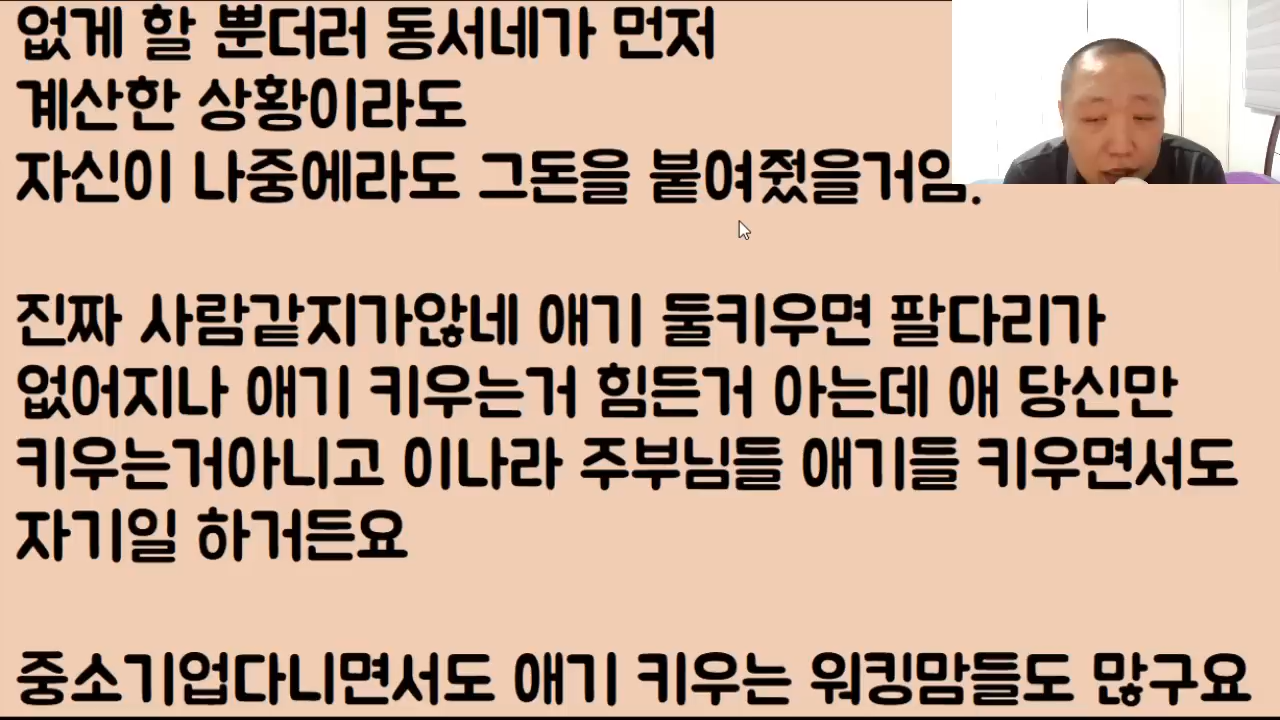 없게 할 뿐더러 동서네가 먼저
계산한 상황이라도
자신이 나중에라도 그돈을 붙여줬을거임.
진짜 사람같지가않네 애기 둘키우면 팔다리가
없어지나 애기 키우는거 힘든거 아는데 애 당신만
키우는거아니고 이나라 주부님들 애기들 키우면서도
자기일 하거든요
중소기업다니면서도 애기 키우는 워킹맘들도 많구요